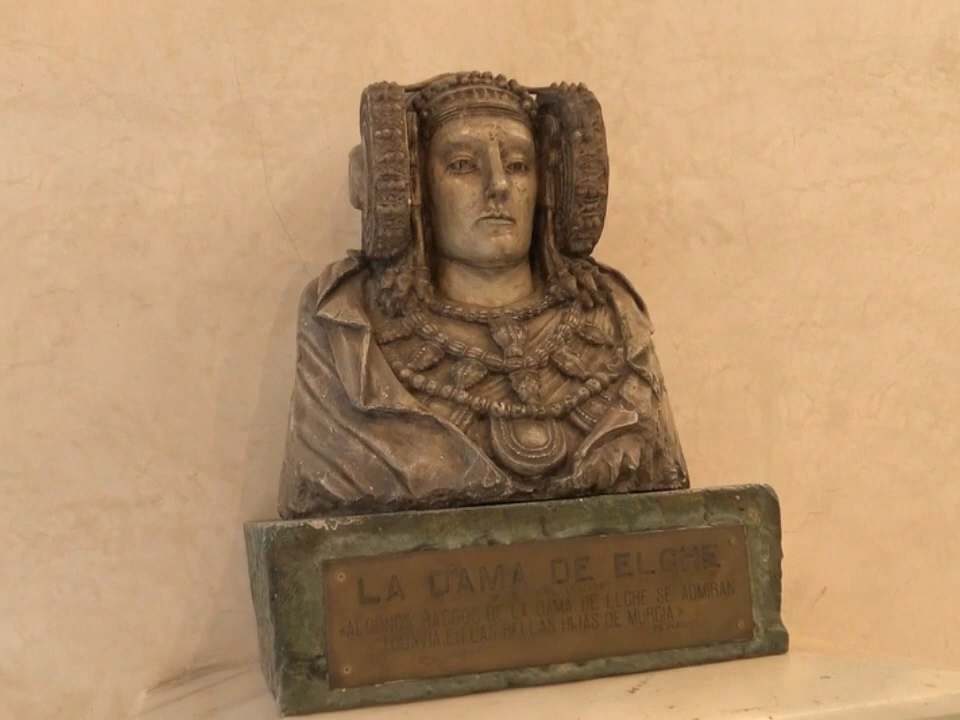 LA DAMA DE ELCHE
«ALGUNOS RASGOS DE LA DAMA DE ELCHE SE ADMIRAN
TODAVIA EN LAS BELLAS HIJAS DE MURCIA»